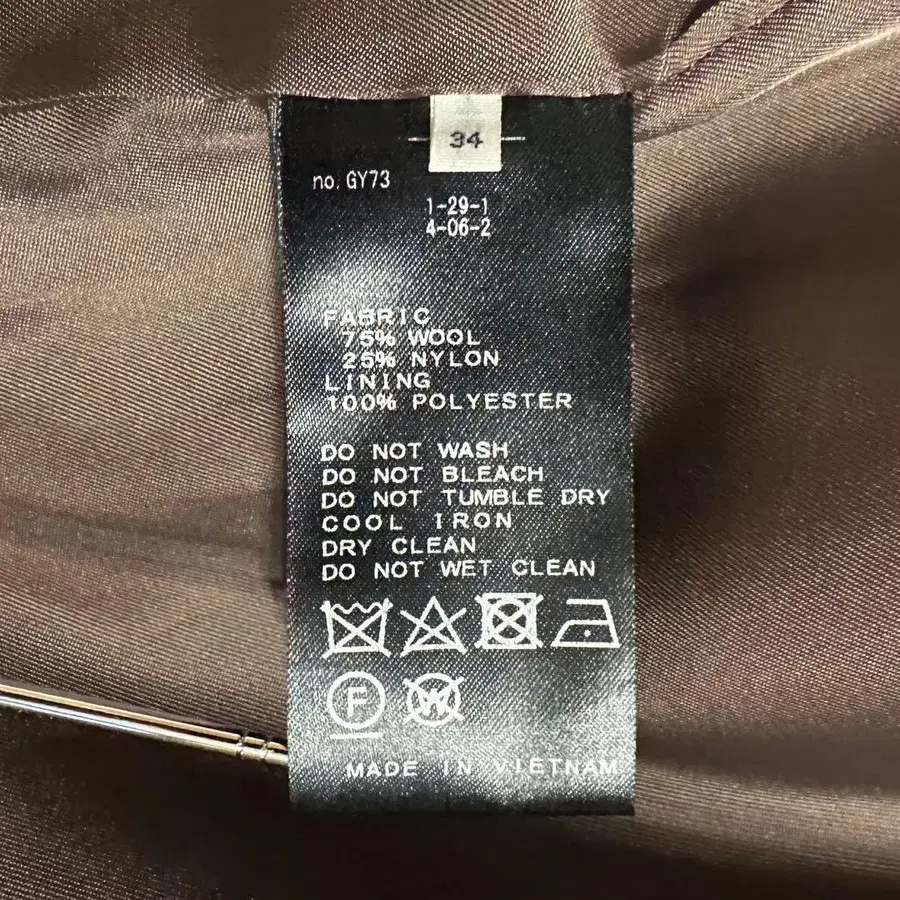 34
no. GY73
1-29-1
4-06-2
FABRIC
75% WOOL
25% NYLON
LINING
100% POLYESTER
DO NOT WASH
DO NOT BLEACH
DO NOT TUMBLE DRY
COOL IRON
DRY CLEAN
DO NOT WET CLEAN
F W
MADE IN VIETNAM